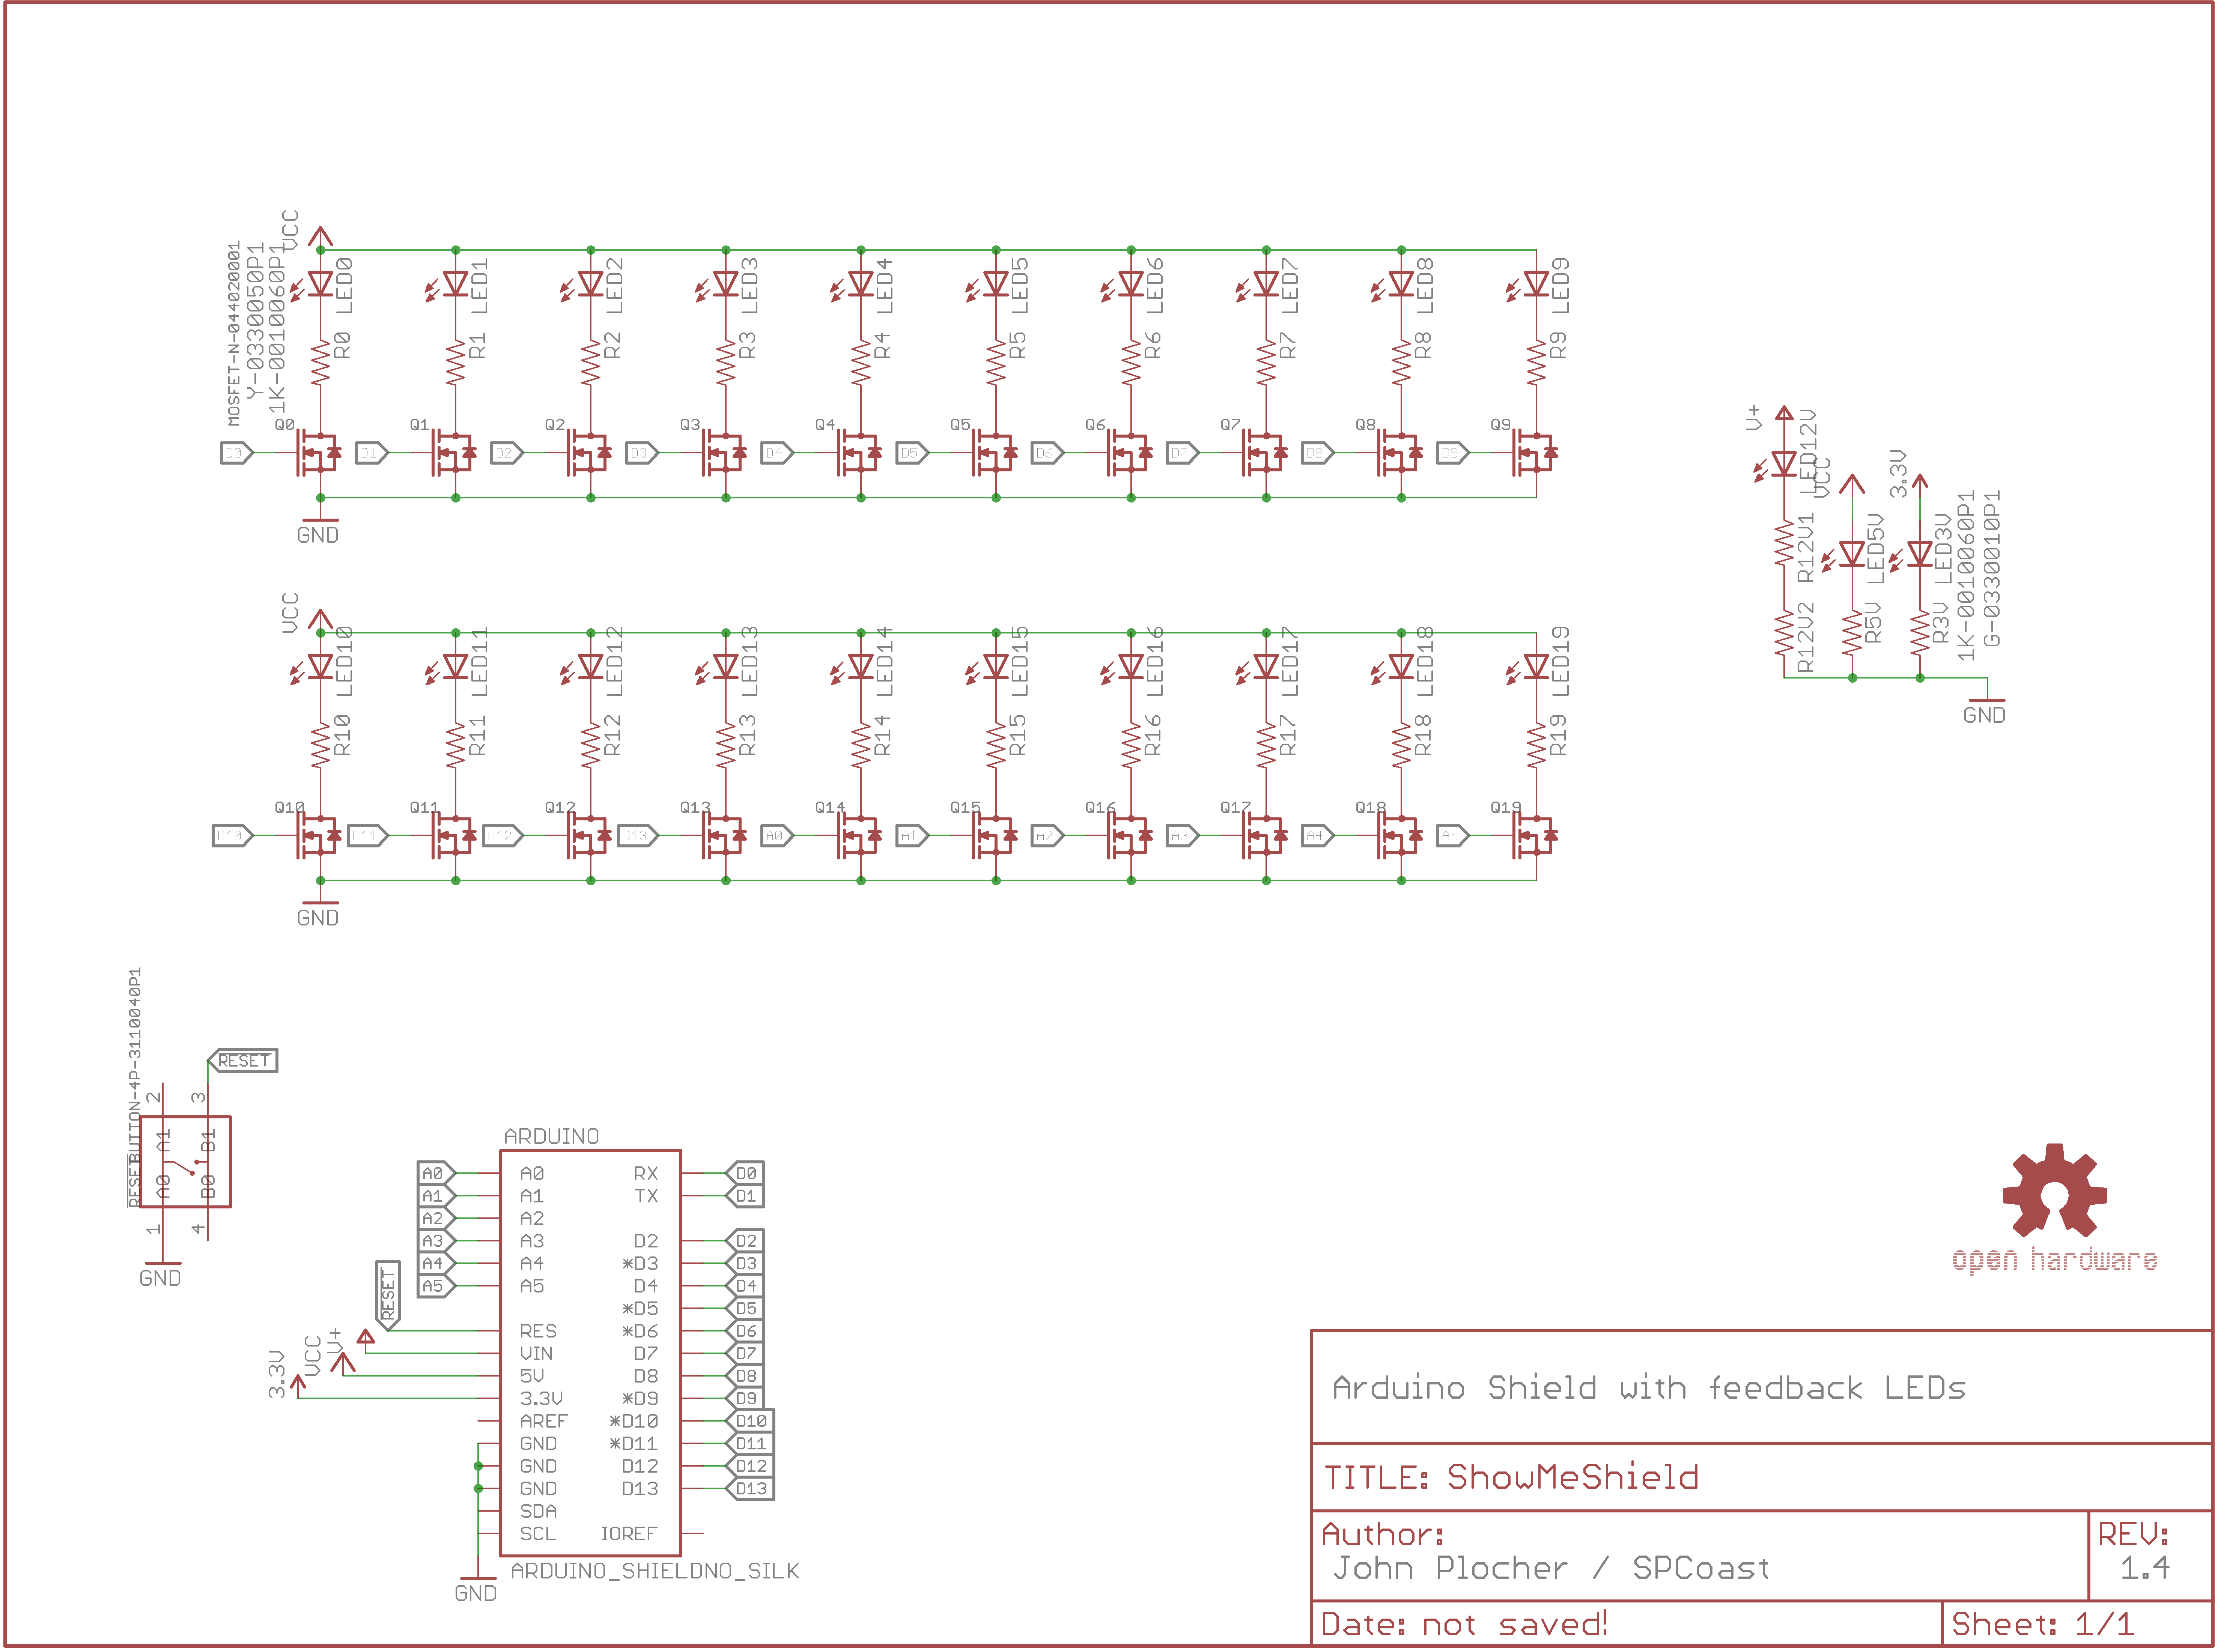 VCC
MOSFET-N-044020001
Y-0330050P1
1K-0010060P1
LED0 LED1 LED2 LED3 LED4 LED5 LED6 LED7 LED8 LED9
R0 R1 R2 R3 R4 R5 R6 R7 R8 R9
Q0 Q1 Q2 Q3 Q4 Q5 Q6 Q7 Q8 Q9
D0 D1 D2 D3 D4 D5 D6 D7 D8 D9
GND
V+
LED12V
VCC
3.3V
R12V1
LED5V
LED3V
R12V2
R5V
R3V
1K-0010060P1
G-0330010P1
GND
VCC
LED10 LED11 LED12 LED13 LED14 LED15 LED16 LED17 LED18 LED19
R10 R11 R12 R13 R14 R15 R16 R17 R18 R19
Q10 Q11 Q12 Q13 Q14 Q15 Q16 Q17 Q18 Q19
D10 D11 D12 D13 A0 A1 A2 A3 A4 A5
GND
BUTTON-4P-3110040P1
RESET
RESET
2 3
A1 B1
A0 B0
1 4
GND
ARDUINO
A0 A0 RX D0
A1 A1 TX D1
A2 A2
A3 A3 D2 D2
A4 A4 *D3 D3
A5 A5 D4 D4
*D5 D5
RESET RES *D6 D6
V+ VIN D7 D7
VCC 5V D8 D8
3.3V 3.3V *D9 D9
AREF *D10 D10
GND *D11 D11
GND D12 D12
GND D13 D13
SDA
SCL IOREF
ARDUINO_SHIELDNO_SILK
GND
open hardware
Arduino Shield with feedback LEDs
TITLE: ShowMeShield
Author:
John Plocher / SPCoast
REV:
1.4
Date: not saved!
Sheet: 1/1